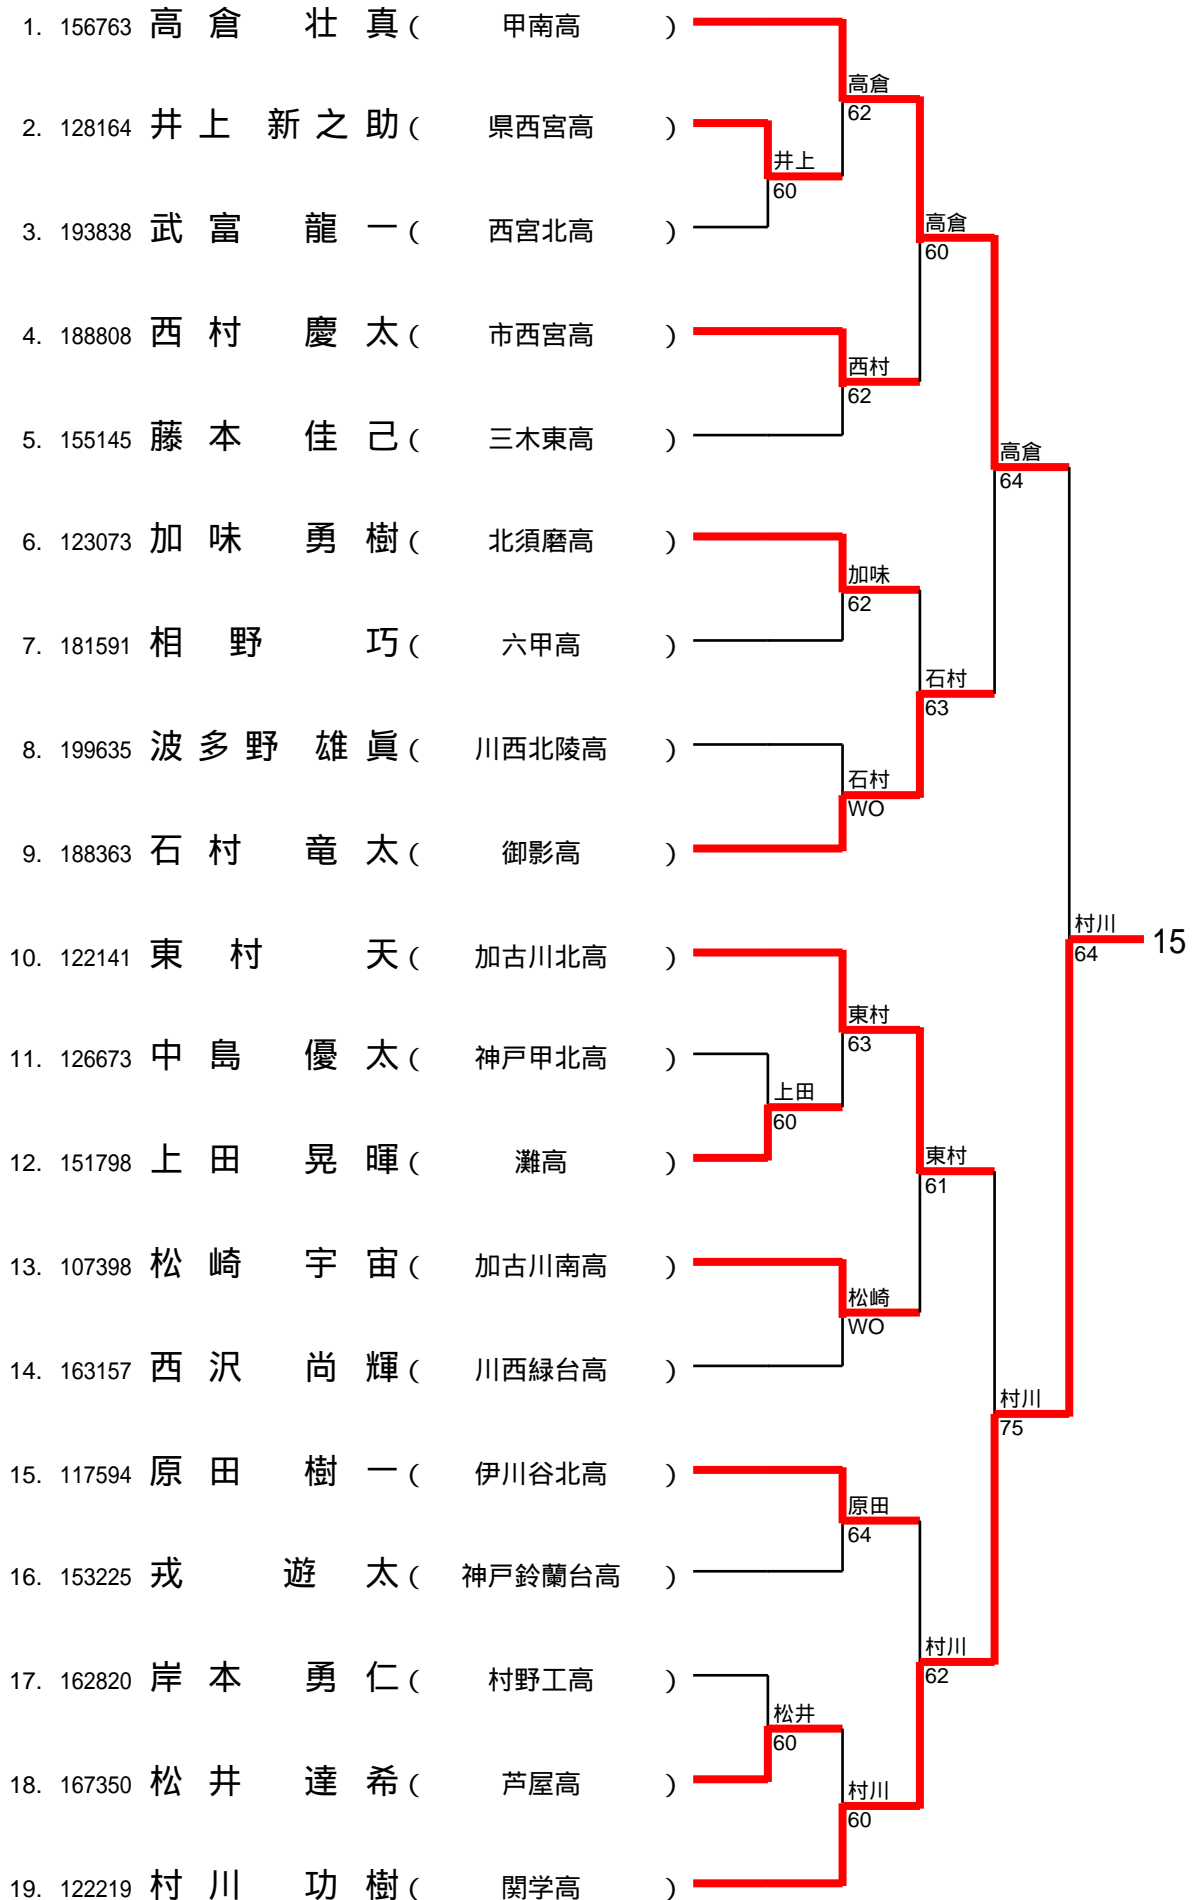 1. 156763 高倉 壮真 ( 甲南高 )
高倉
62
2. 128164 井上 新之助 ( 県西宮高 )
井上
60
3. 193838 武富 龍一 ( 西宮北高 )
高倉
60
4. 188808 西村 慶太 ( 市西宮高 )
西村
62
5. 155145 藤本 佳己 ( 三木東高 )
高倉
64
6. 123073 加味 勇樹 ( 北須磨高 )
加味
62
7. 181591 相野 巧 ( 六甲高 )
石村
63
8. 199635 波多野 雄眞 ( 川西北陵高 )
石村
WO
9. 188363 石村 竜太 ( 御影高 )
村川
64
15
10. 122141 東村 天 ( 加古川北高 )
東村
63
11. 126673 中島 優太 ( 神戸甲北高 )
上田
60
12. 151798 上田 晃暉 ( 灘高 )
東村
61
13. 107398 松崎 宇宙 ( 加古川南高 )
松崎
WO
14. 163157 西沢 尚輝 ( 川西緑台高 )
村川
75
15. 117594 原田 樹一 ( 伊川谷北高 )
原田
64
16. 153225 戎 遊太 ( 神戸鈴蘭台高 )
村川
62
17. 162820 岸本 勇仁 ( 村野工高 )
松井
60
18. 167350 松井 達希 ( 芦屋高 )
村川
60
19. 122219 村川 功樹 ( 関学高 )